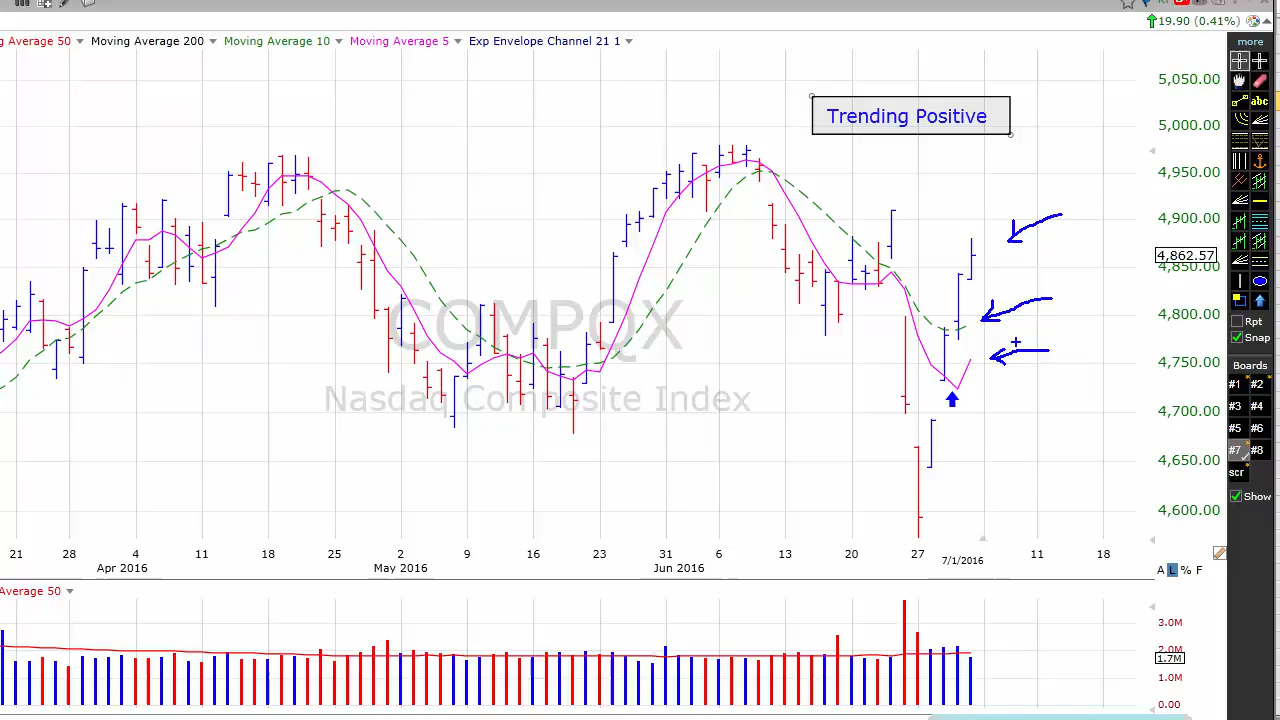 19.90 (0.41%)
g Average 50 Moving Average 200 Moving Average 10 Moving Average 5 Exp Envelope Channel 21 1
more
abc
5,050.00
Trending Positive
5,000.00
4,950.00
4,900.00
4,862.57
4,850.00
4,800.00
4,750.00
4,700.00
4,650.00
4,600.00
COMPQX
Nasdaq Composite Index
Rpt
Snap
Boards
#1 #2
#3 #4
#5 #6
#7 #8
scr
Show
21 28 4 11 18 25 2 9 16 23 31 6 13 20 27 7/1/2016 11 18
Apr 2016 May 2016 Jun 2016
A L % F
Average 50
3.0M
2.0M
1.7M
1.0M
0.00